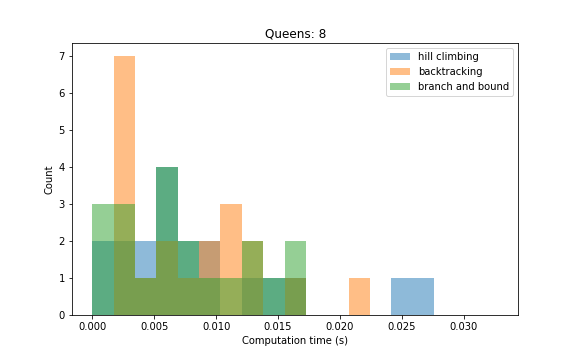 Queens: 8
hill climbing
backtracking
branch and bound
Count
7
6
5
4
3
2
1
0
0.000 0.005 0.010 0.015 0.020 0.025 0.030
Computation time (s)